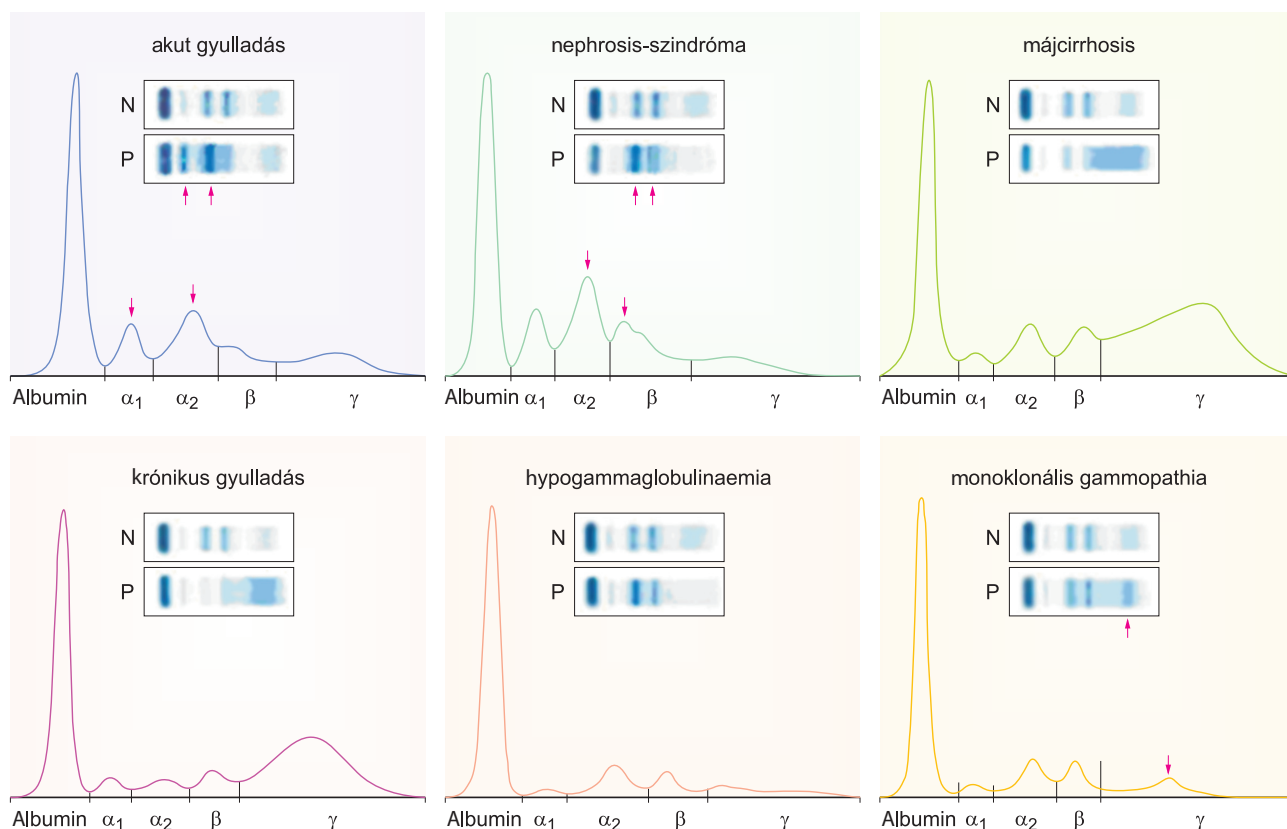 akut gyulladás
N
P
Albumin α₁ α₂ β γ
nephrosis-szindróma
N
P
Albumin α₁ α₂ β γ
májcirrhosis
N
P
Albumin α₁ α₂ β γ
krónikus gyulladás
N
P
Albumin α₁ α₂ β γ
hypogammaglobulinaemia
N
P
Albumin α₁ α₂ β γ
monoklonális gammopathia
N
P
Albumin α₁ α₂ β γ